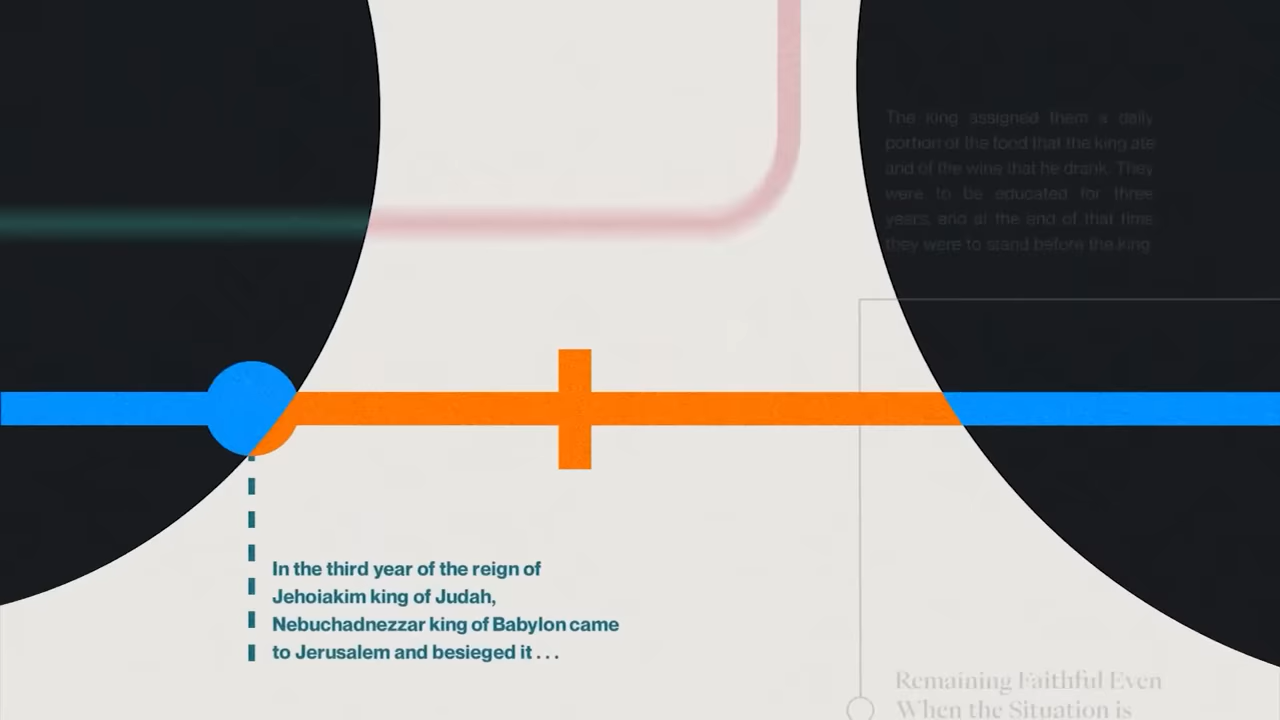 The king assigned them a daily
portion of the food that the king ate
and of the wine that he drank. They
were to be educated for three
years, and at the end of that time
they were to stand before the king.
In the third year of the reign of
Jehoiakim king of Judah,
Nebuchadnezzar king of Babylon came
to Jerusalem and besieged it . . .
Remaining Faithful Even
When the Situation is